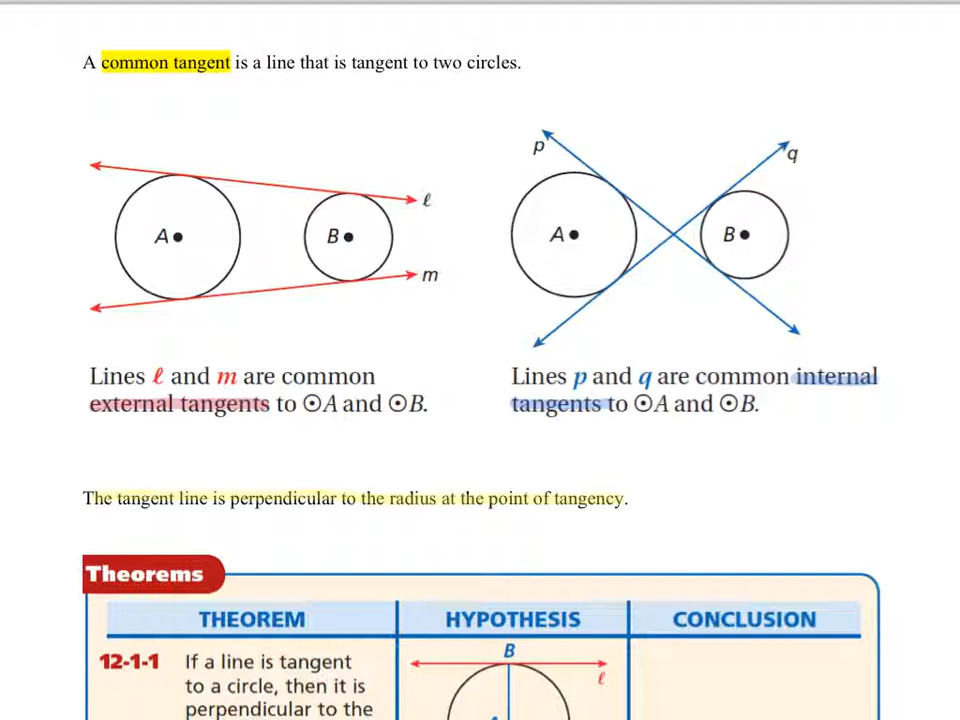 A common tangent is a line that is tangent to two circles.
p
q
ℓ
A
B
A
B
m
Lines ℓ and m are common
external tangents to ⊙A and ⊙B.
Lines p and q are common internal
tangents to ⊙A and ⊙B.
The tangent line is perpendicular to the radius at the point of tangency.
Theorems
THEOREM
HYPOTHESIS
CONCLUSION
12-1-1 If a line is tangent
to a circle, then it is
perpendicular to the
B
ℓ